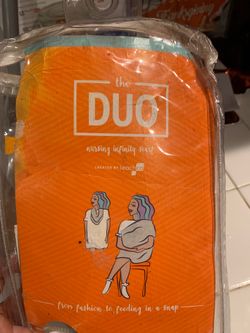 the
DUO
nursing infinity scarf
CREATED BY
from fashion to feeding in a snap